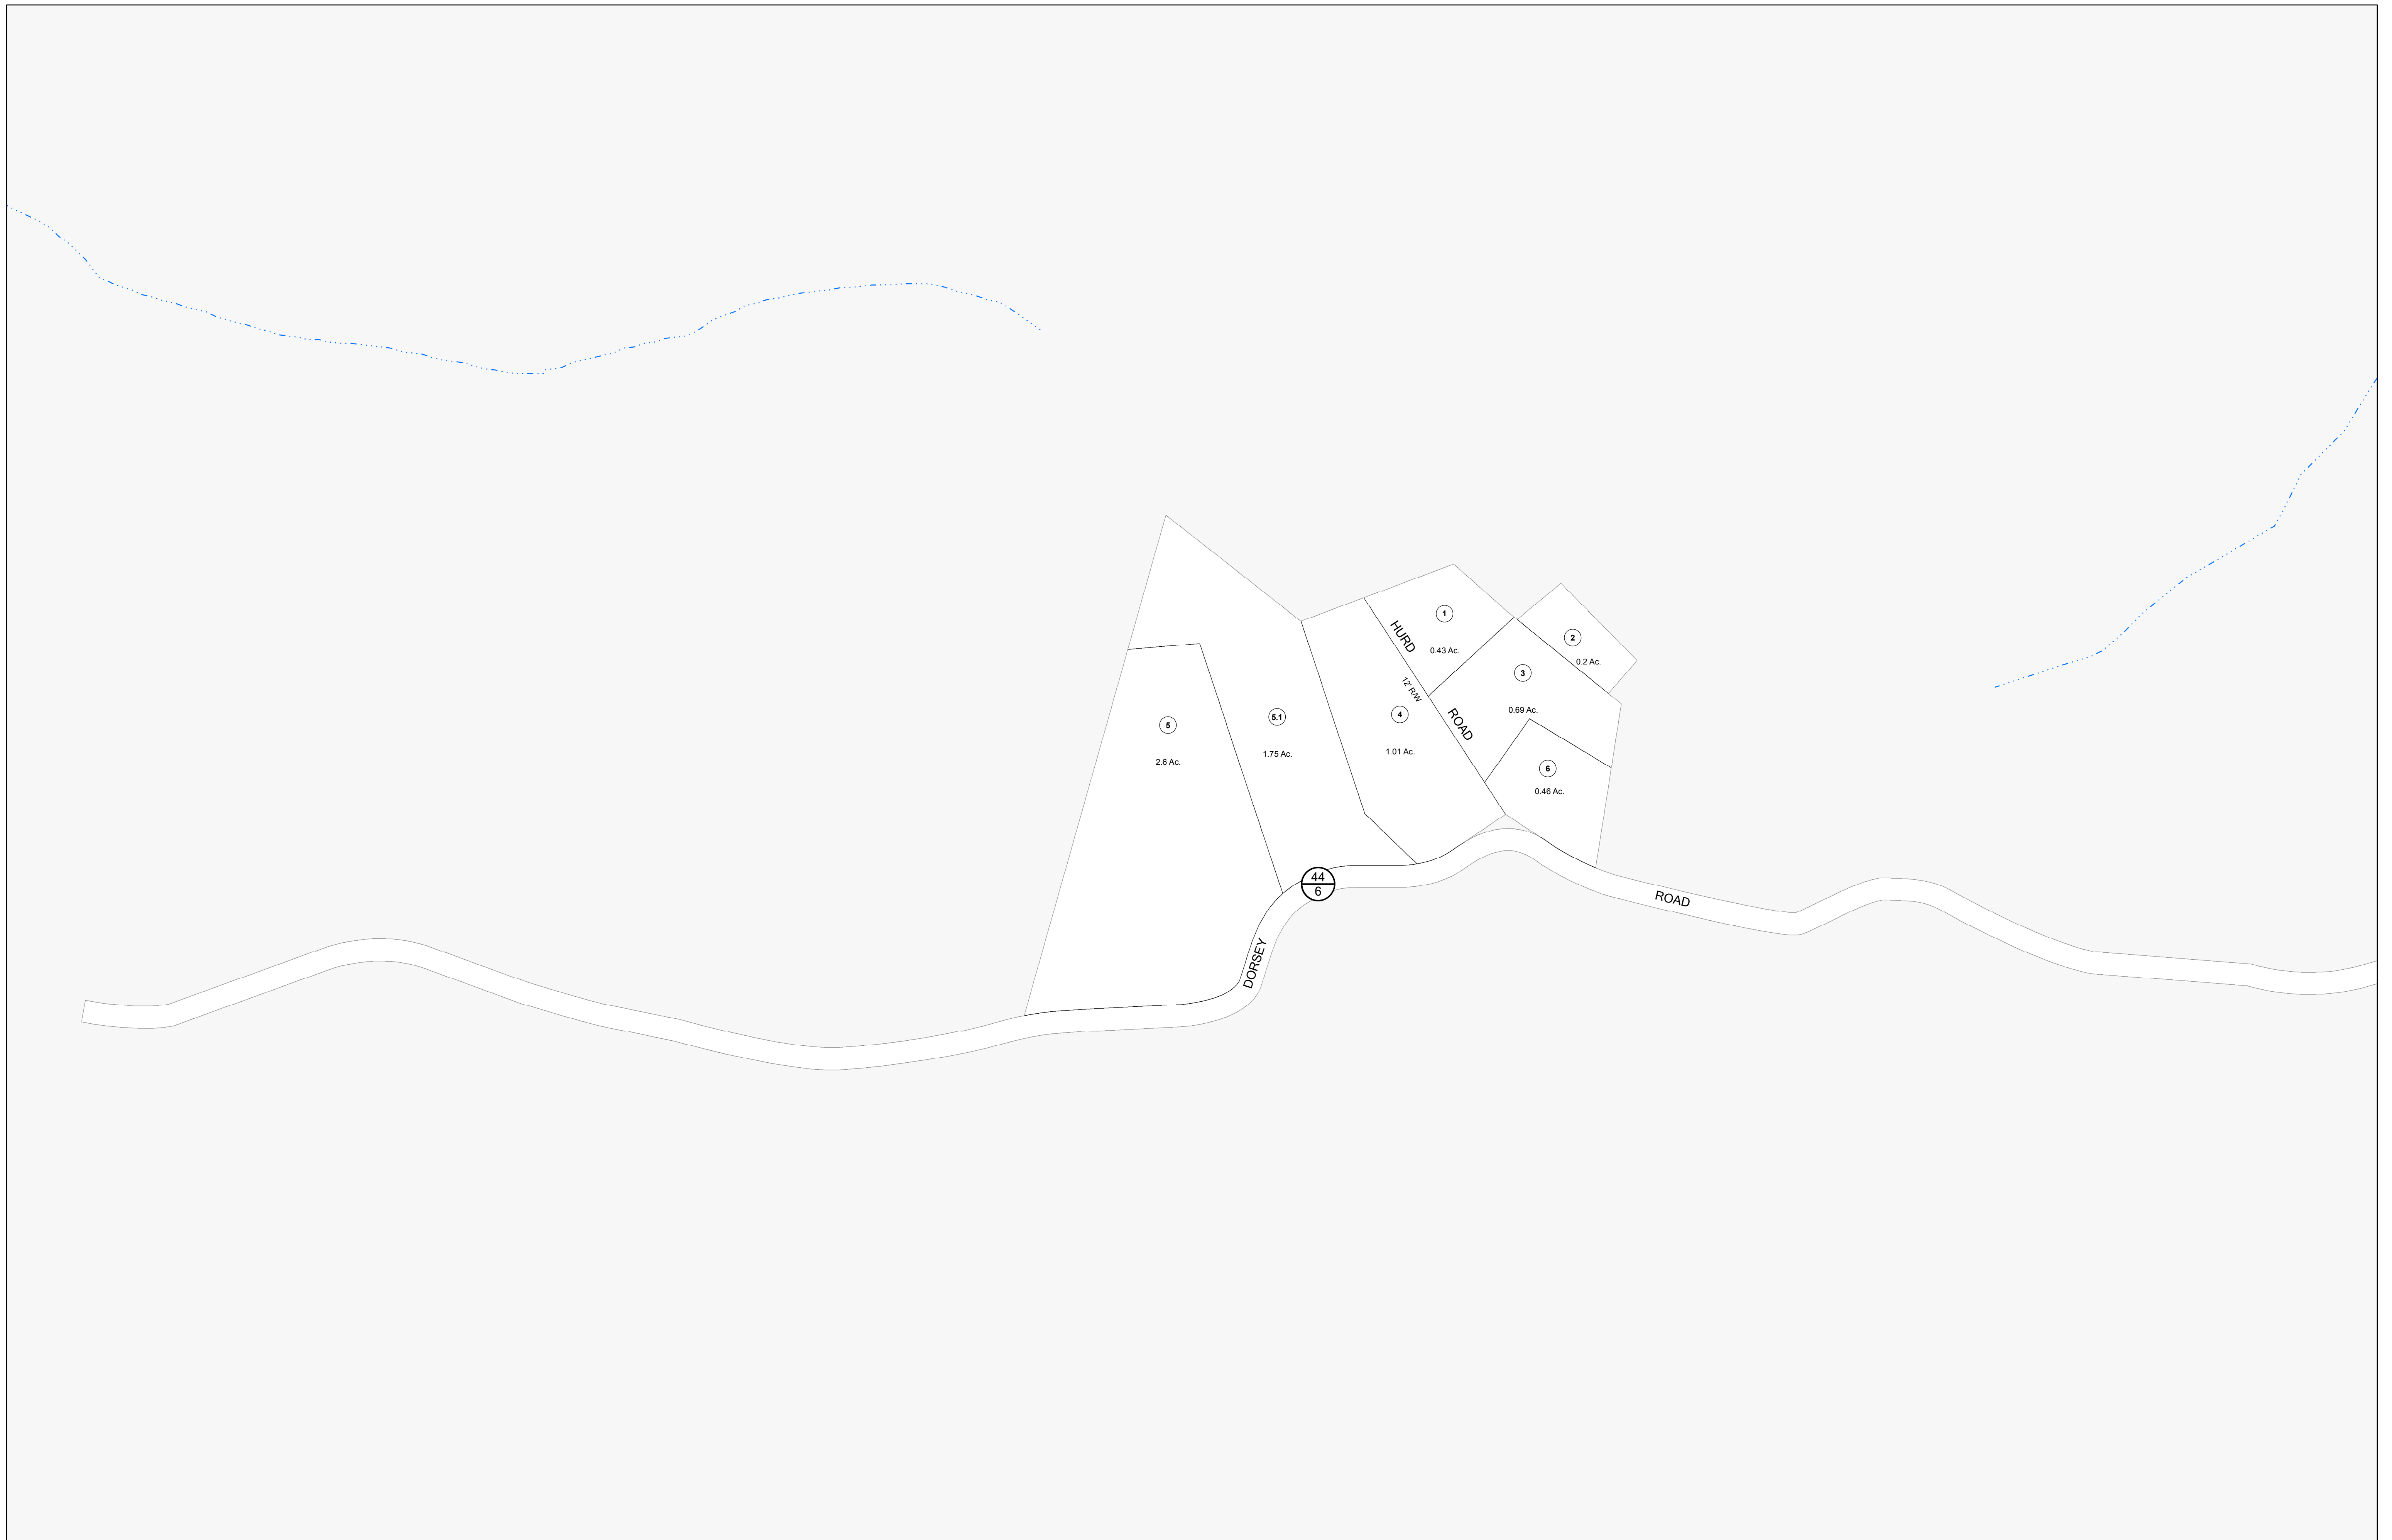 1
0.43 Ac.
HURD
2
0.2 Ac.
3
12' R/W
0.69 Ac.
4
5.1
5
ROAD
1.01 Ac.
1.75 Ac.
2.6 Ac.
6
0.46 Ac.
44
6
ROAD
DORSEY